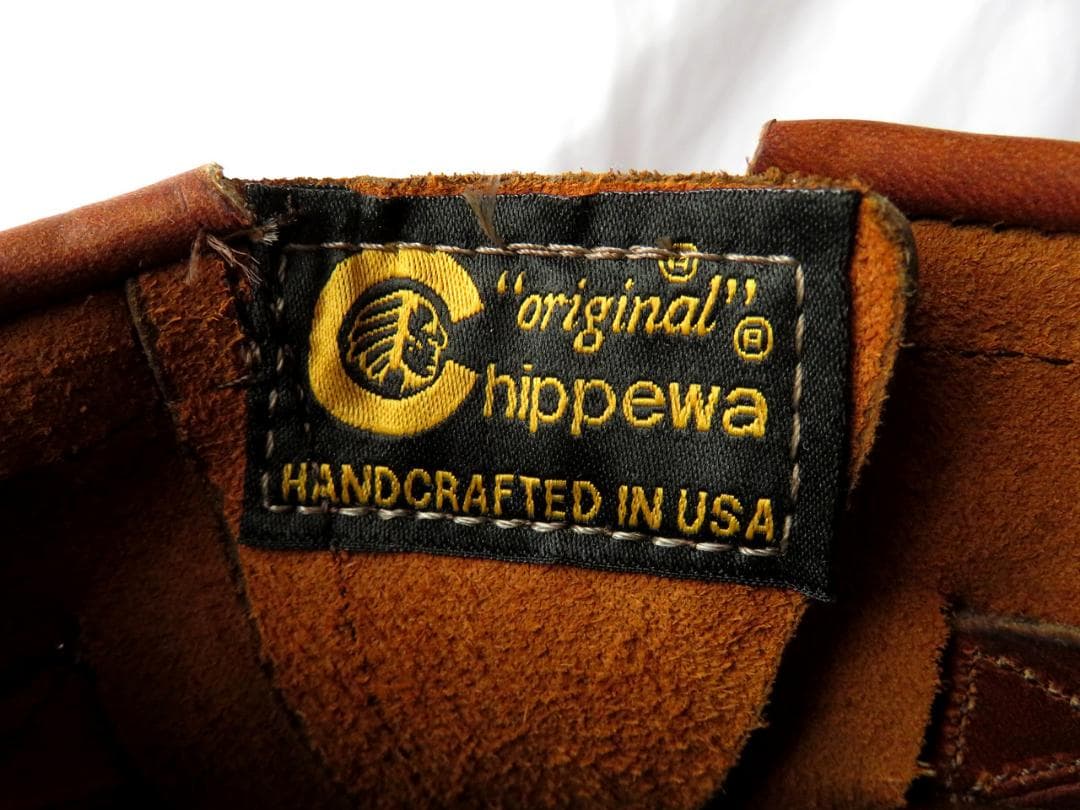 "original"®
Chippewa®
HANDCRAFTED IN USA